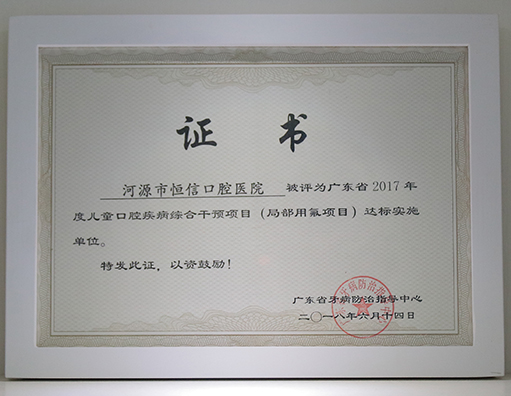 证书
河源市恒信口腔医院 被评为广东省2017年
度儿童口腔疾病综合干预项目（局部用氟项目）达标实施
单位。
特发此证，以资鼓励！
广东省牙病防治指导中心
二〇一八年六月十四日